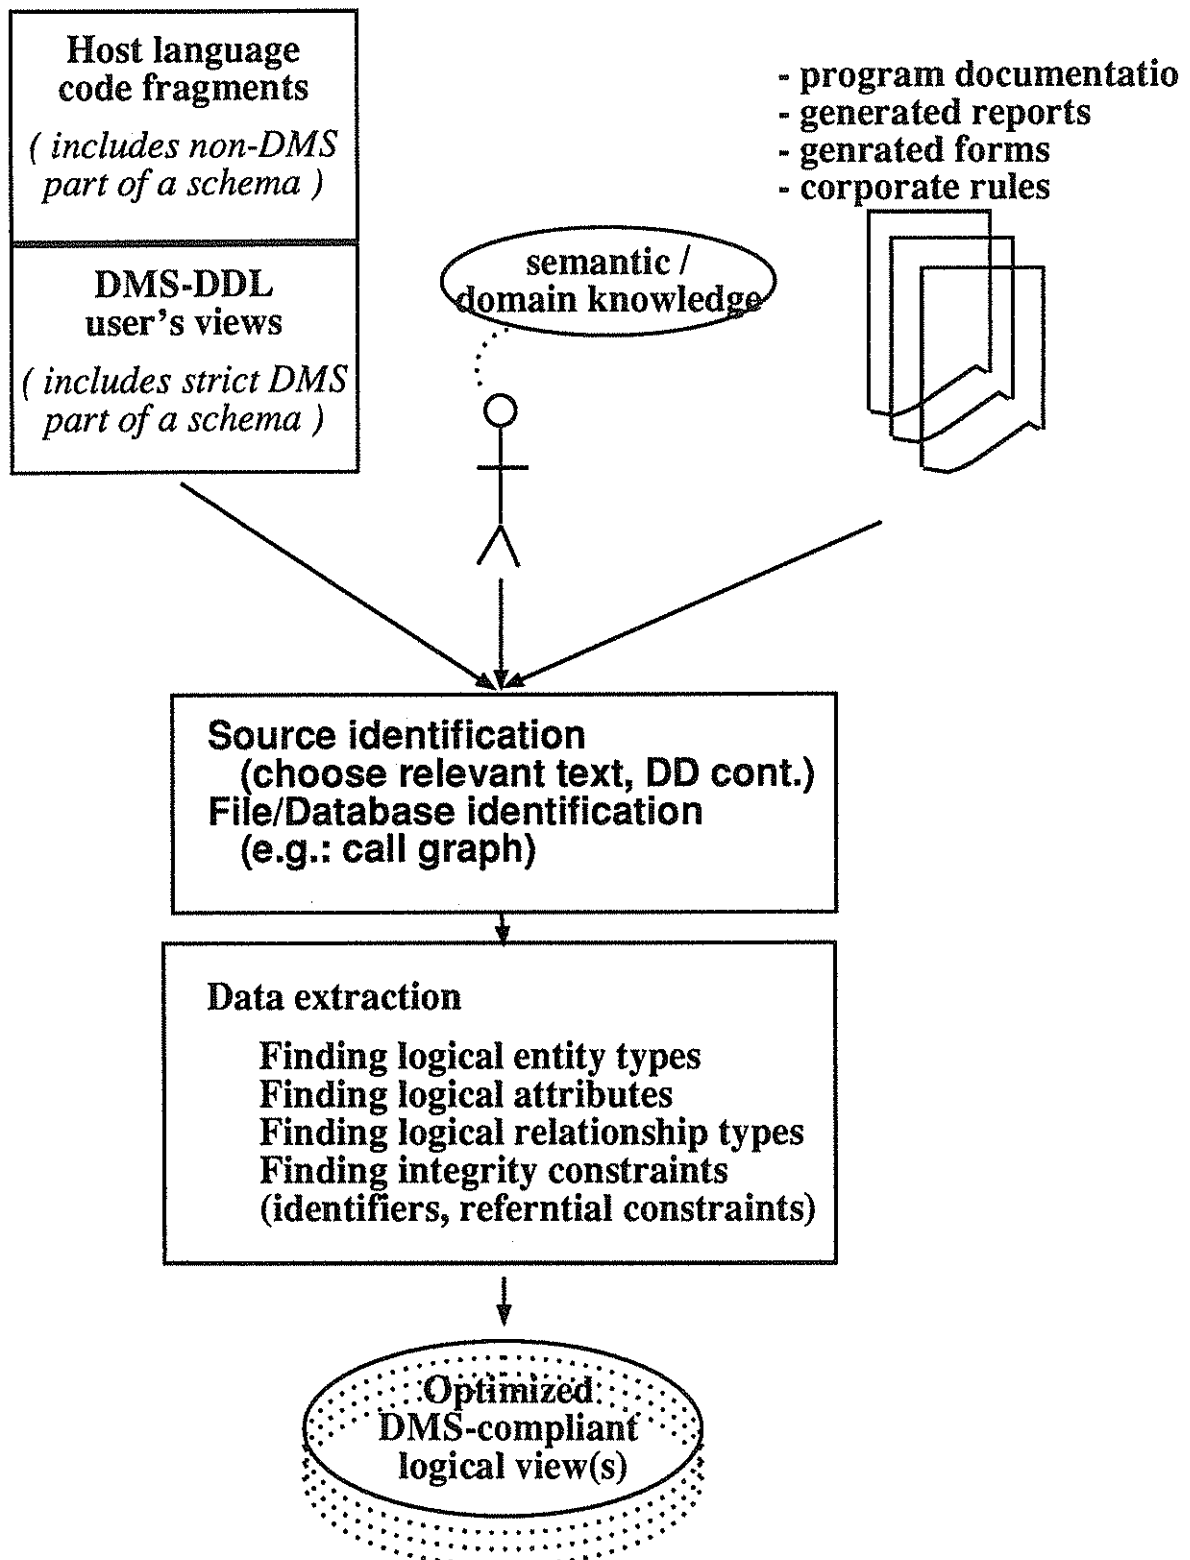 Host language
code fragments
( includes non-DMS
part of a schema )
DMS-DDL
user's views
( includes strict DMS
part of a schema )
semantic /
domain knowledge
- program documentatio
- generated reports
- genrated forms
- corporate rules
Source identification
(choose relevant text, DD cont.)
File/Database identification
(e.g.: call graph)
Data extraction
Finding logical entity types
Finding logical attributes
Finding logical relationship types
Finding integrity constraints
(identifiers, referntial constraints)
Optimized
DMS-compliant
logical view(s)